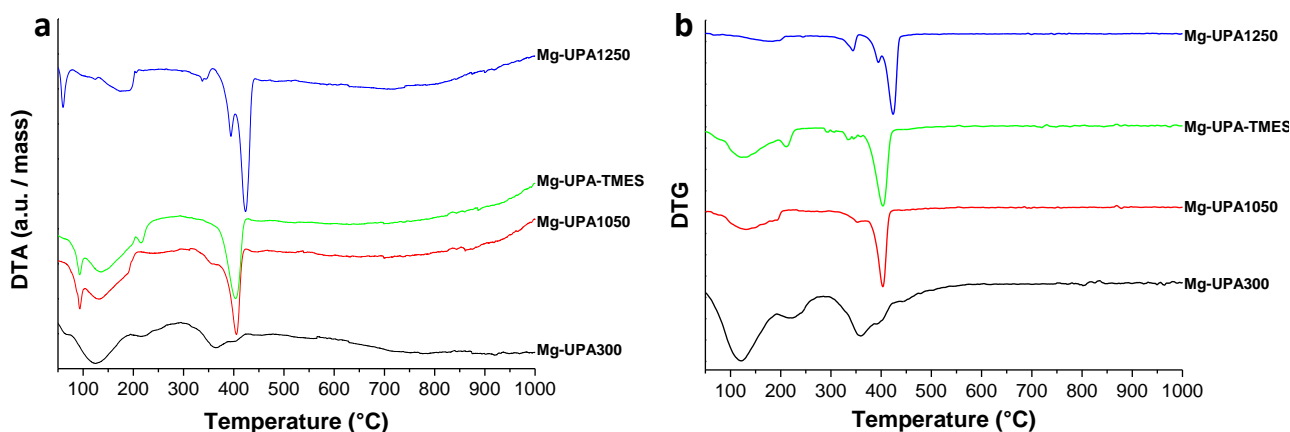 a
DTA (a.u. / mass)
Mg-UPA1250
Mg-UPA-TMES
Mg-UPA1050
Mg-UPA300
100 200 300 400 500 600 700 800 900 1000
Temperature (°C)
b
DTG
Mg-UPA1250
Mg-UPA-TMES
Mg-UPA1050
Mg-UPA300
100 200 300 400 500 600 700 800 900 1000
Temperature (°C)